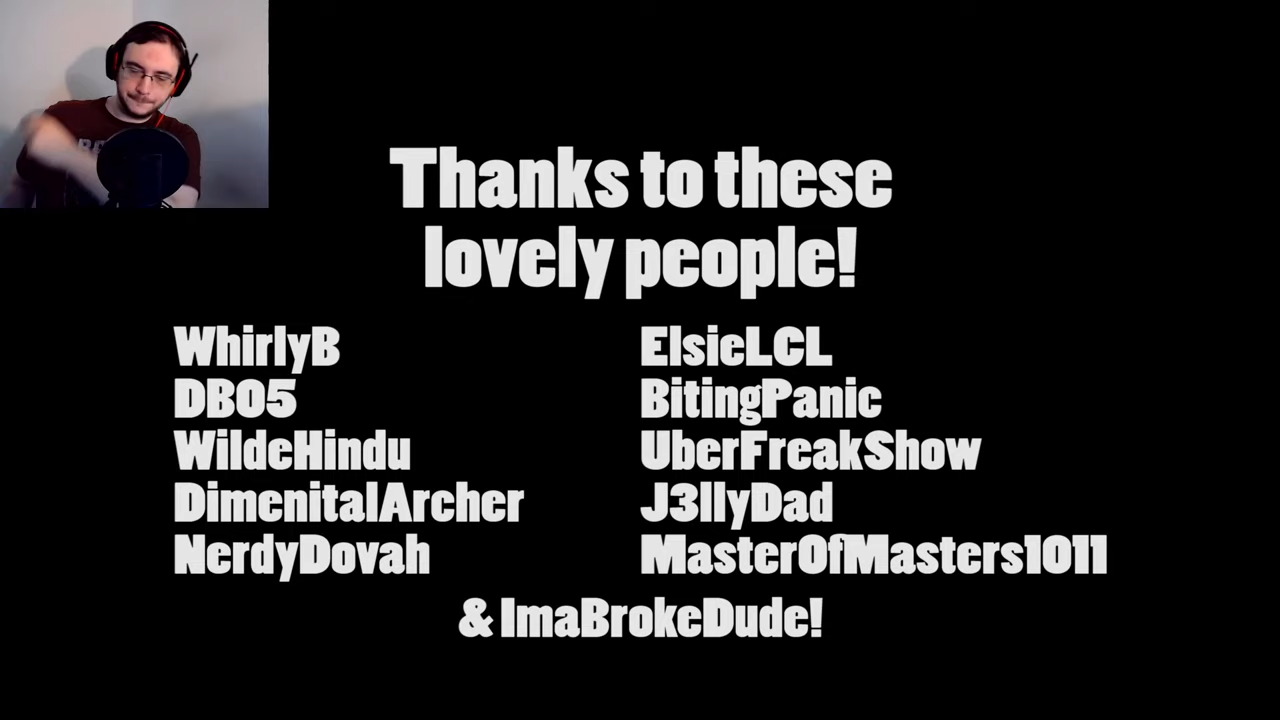 Thanks to these
lovely people!
WhirlyB
DB05
WildeHindu
DimenitalArcher
NerdyDovah
ElsieLCL
BitingPanic
UberFreakShow
J3llyDad
MasterOfMasters1011
& ImaBrokeDude!